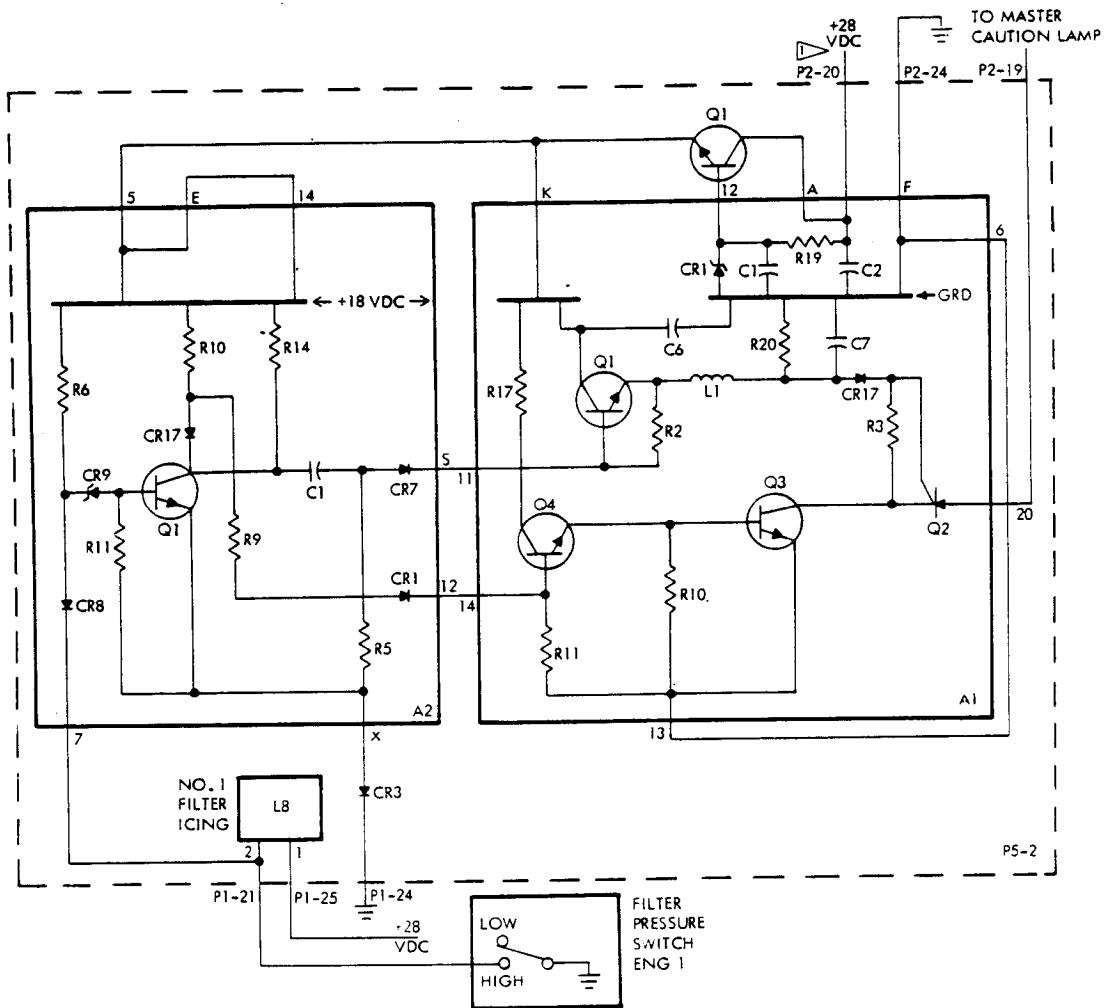 +28
VDC
TO MASTER
CAUTION LAMP
1
P2-20
P2-24
P2-19
Q1
5
E
14
K
12
A
F
6
R19
CR1
C1
C2
← +18 VDC →
GRD
R10
R14
C6
R20
C7
R6
R17
Q1
L1
CR17
CR17
R2
R3
CR9
S
C1
CR7
11
Q1
R11
R9
Q4
Q3
Q2
20
CR8
CR1
12
14
R10
R5
R11
A2
A1
7
X
13
NO. 1
FILTER
ICING
L8
CR3
2
1
P5-2
P1-21
P1-25
P1-24
+28
VDC
LOW
HIGH
FILTER
PRESSURE
SWITCH
ENG 1